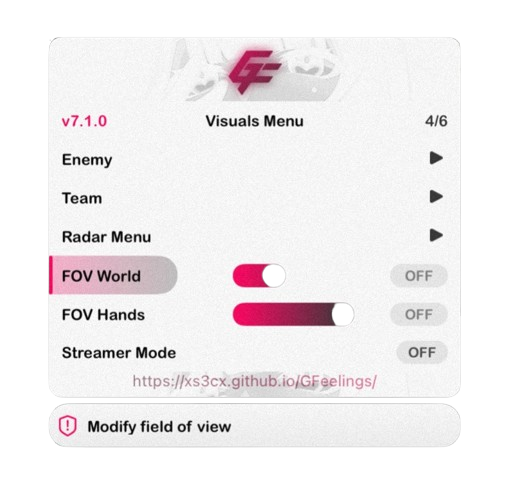 GF
v7.1.0 Visuals Menu 4/6
Enemy
Team
Radar Menu
FOV World OFF
FOV Hands OFF
Streamer Mode OFF
https://xs3cx.github.io/GFeelings/
Modify field of view